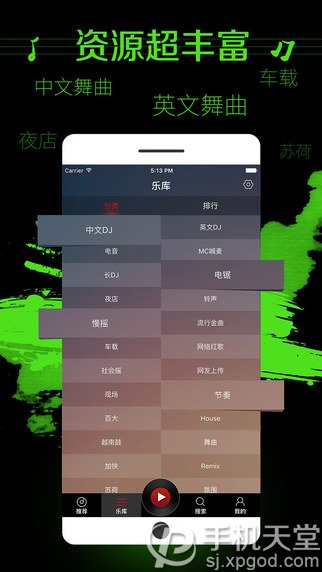 资源超丰富
车载
中文舞曲
英文舞曲
夜店
苏荷
Carrier 5:13 PM
乐库
分类 排行
中文DJ 英文DJ
电音 MC喊麦
长DJ 电锯
夜店 铃声
慢摇 流行金曲
车载 网络红歌
社会摇 网友上传
现场 节奏
百大 House
越南鼓 舞曲
加快 Remix
苏荷 氛围
推荐 乐库 搜索 我的
手机天堂
sj.xpgod.com